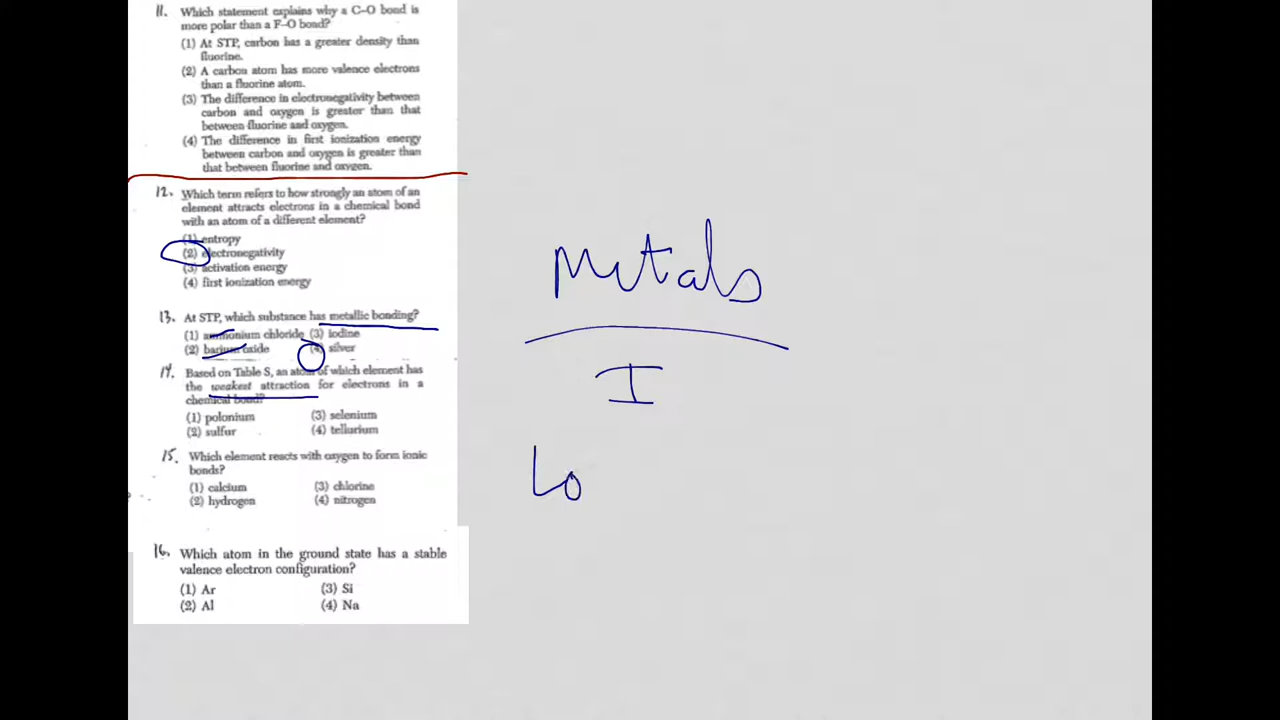 11. Which statement explains why a C–O bond is
more polar than a F–O bond?
(1) At STP, carbon has a greater density than
fluorine.
(2) A carbon atom has more valence electrons
than a fluorine atom.
(3) The difference in electronegativity between
carbon and oxygen is greater than that
between fluorine and oxygen.
(4) The difference in first ionization energy
between carbon and oxygen is greater than
that between fluorine and oxygen.
12. Which term refers to how strongly an atom of an
element attracts electrons in a chemical bond
with an atom of a different element?
(1) entropy
(2) electronegativity
(3) activation energy
(4) first ionization energy
13. At STP, which substance has metallic bonding?
(1) ammonium chloride (3) iodine
(2) barium oxide (4) silver
14. Based on Table S, an atom of which element has
the weakest attraction for electrons in a
chemical bond?
(1) polonium (3) selenium
(2) sulfur (4) tellurium
15. Which element reacts with oxygen to form ionic
bonds?
(1) calcium (3) chlorine
(2) hydrogen (4) nitrogen
16. Which atom in the ground state has a stable
valence electron configuration?
(1) Ar (3) Si
(2) Al (4) Na
Metals
I
Lo